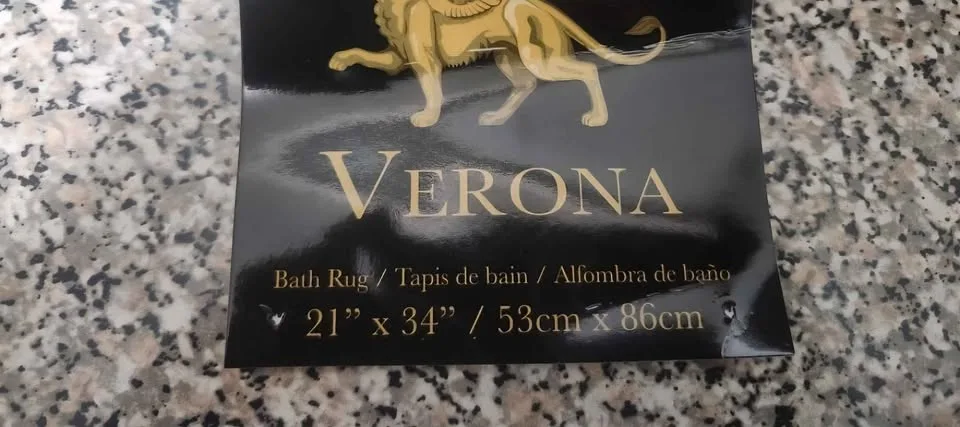 VERONA
Bath Rug / Tapis de bain / Alfombra de baño
21” x 34” / 53cm x 86cm